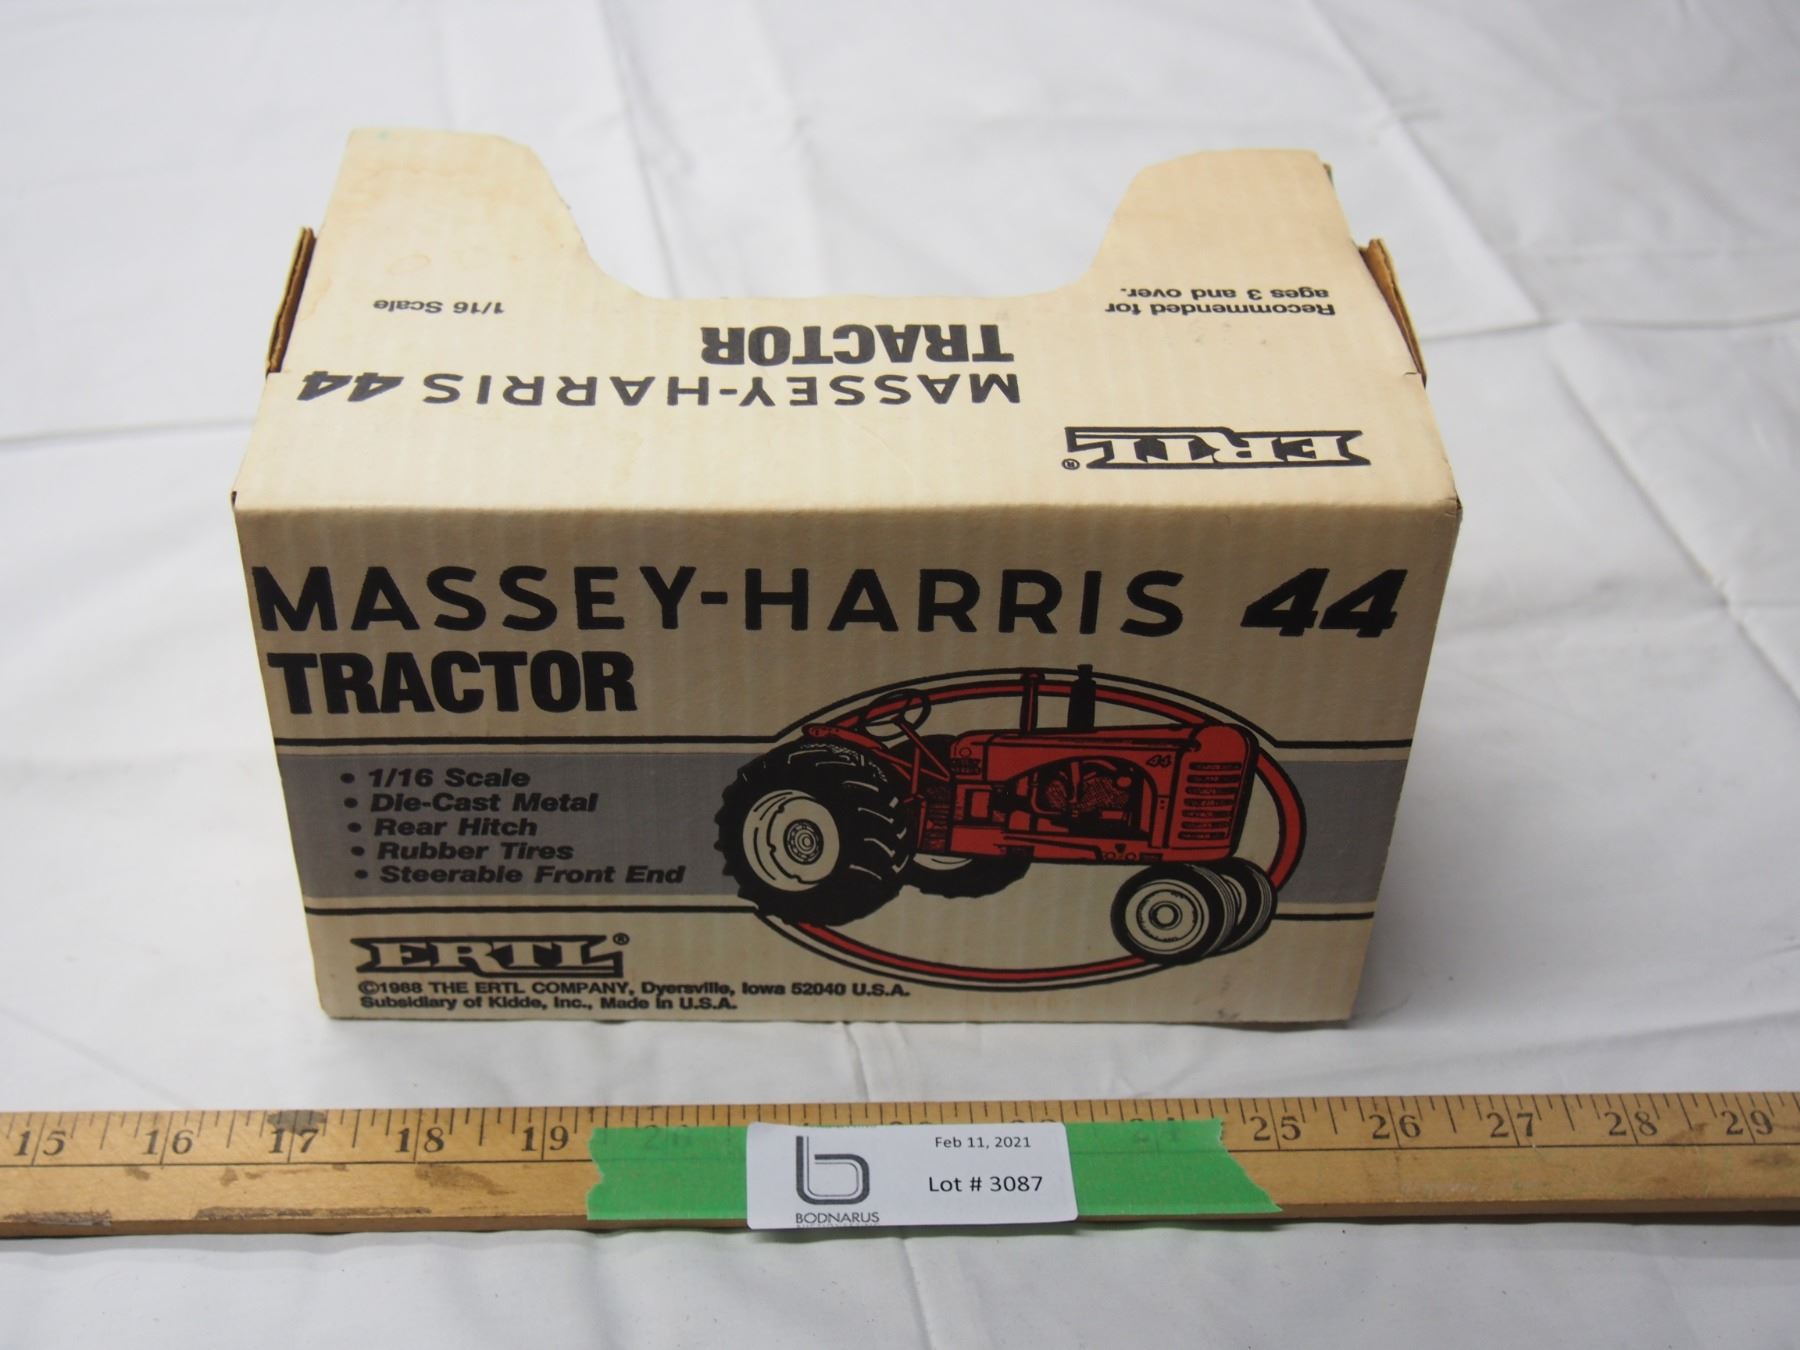 1/16 Scale
Recommended for
ages 3 and over.
MASSEY-HARRIS 44
TRACTOR
ERTL®
MASSEY-HARRIS 44
TRACTOR
• 1/16 Scale
• Die-Cast Metal
• Rear Hitch
• Rubber Tires
• Steerable Front End
44
ERTL®
©1988 THE ERTL COMPANY, Dyersville, Iowa 52040 U.S.A.
Subsidiary of Kidde, Inc., Made in U.S.A.
15 16 17 18 19 20 24 25 26 27 28 29
Feb 11, 2021
Lot # 3087
BODNARUS